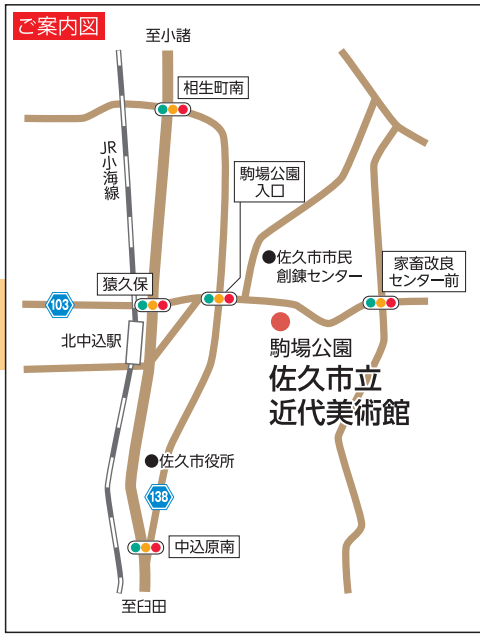 ご案内図
至小諸
相生町南
JR小海線
駒場公園
入口
佐久市市民
創錬センター
家畜改良
センター前
猿久保
103
北中込駅
駒場公園
佐久市立
近代美術館
佐久市役所
138
中込原南
至臼田